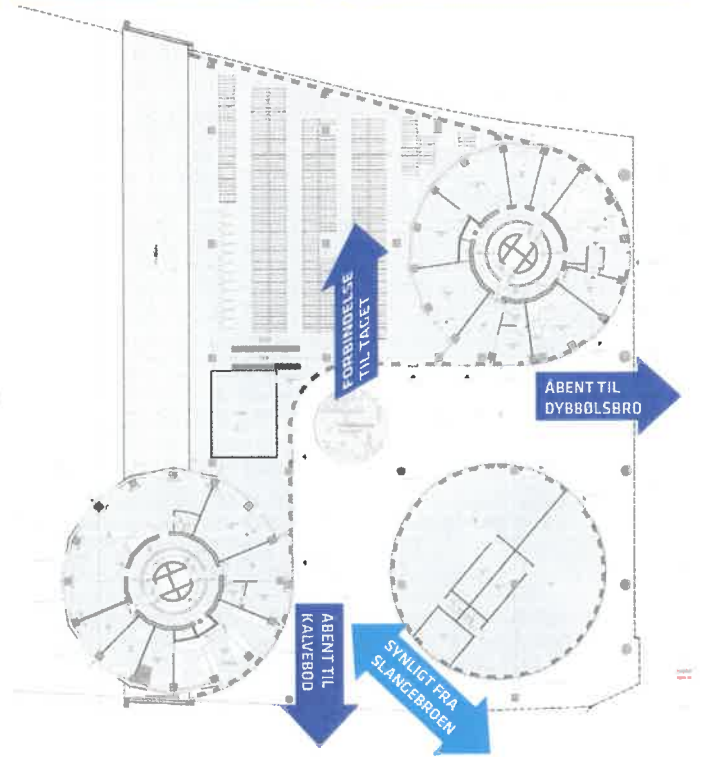 FORBINDELSE
TIL TAGET
ÅBENT TIL
DYBBØLSBRO
ÅBENT TIL
KALVEBOD
SYNLIGT FRA
SLANGEBROEN